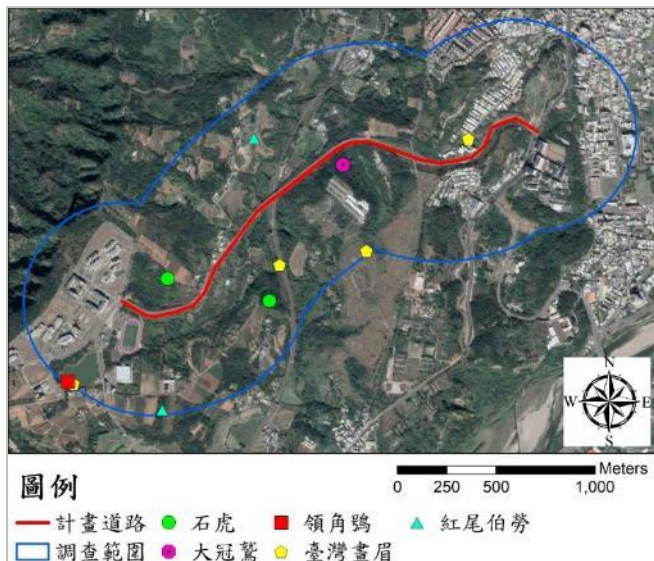 N
W E
S
Meters
0 250 500 1,000
圖例
計畫道路 石虎 領角鴞 紅尾伯勞
調查範圍 大冠鷲 臺灣畫眉